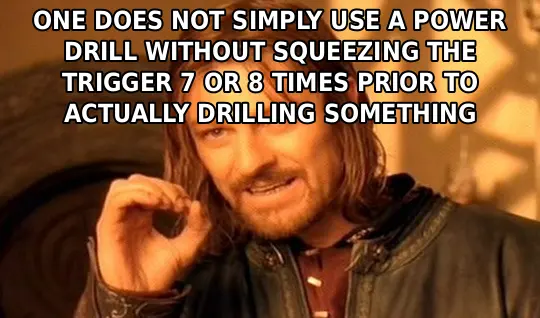 ONE DOES NOT SIMPLY USE A POWER
DRILL WITHOUT SQUEEZING THE
TRIGGER 7 OR 8 TIMES PRIOR TO
ACTUALLY DRILLING SOMETHING